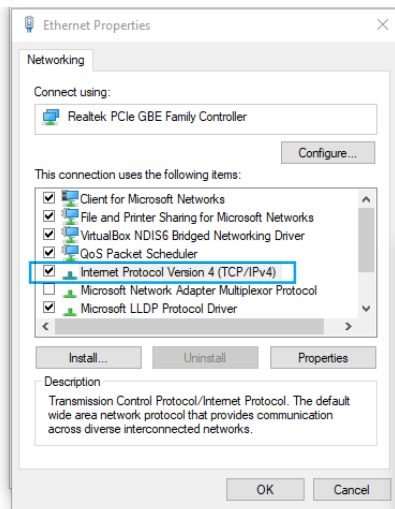 Ethernet Properties
Networking
Connect using:
Realtek PCIe GBE Family Controller
Configure...
This connection uses the following items:
Client for Microsoft Networks
File and Printer Sharing for Microsoft Networks
VirtualBox NDIS6 Bridged Networking Driver
QoS Packet Scheduler
Internet Protocol Version 4 (TCP/IPv4)
Microsoft Network Adapter Multiplexor Protocol
Microsoft LLDP Protocol Driver
Install...
Uninstall
Properties
Description
Transmission Control Protocol/Internet Protocol. The default
wide area network protocol that provides communication
across diverse interconnected networks.
OK
Cancel